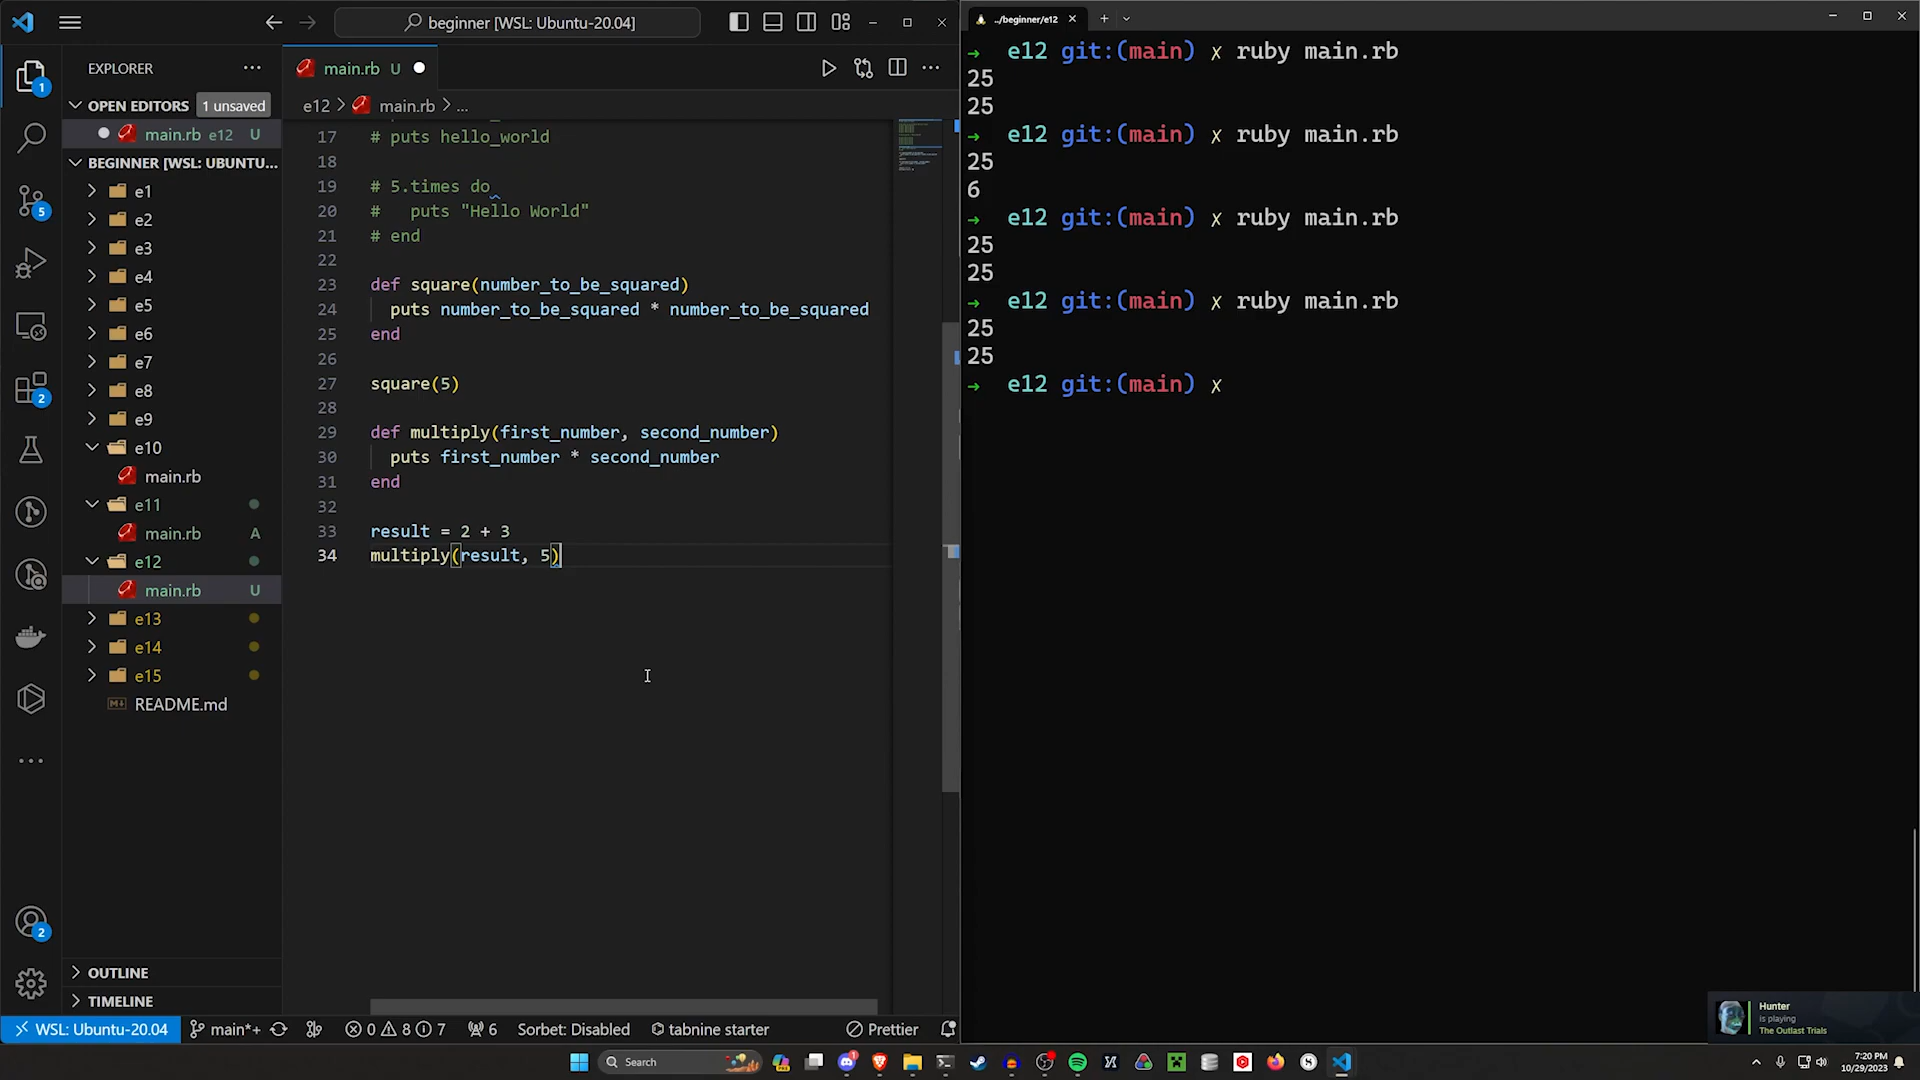 beginner [WSL: Ubuntu-20.04]
EXPLORER
OPEN EDITORS 1 unsaved
main.rb e12 U
BEGINNER [WSL: UBUNTU...
e1
e2
e3
e4
e5
e6
e7
e8
e9
e10
main.rb
e11
main.rb A
e12
main.rb U
e13
e14
e15
README.md
OUTLINE
TIMELINE
1
5
2
2
main.rb U
e12 > main.rb > ...
17 # puts hello_world
18
19 # 5.times do
20 #   puts "Hello World"
21 # end
22
23 def square(number_to_be_squared)
24   puts number_to_be_squared * number_to_be_squared
25 end
26
27 square(5)
28
29 def multiply(first_number, second_number)
30   puts first_number * second_number
31 end
32
33 result = 2 + 3
34 multiply(result, 5)
WSL: Ubuntu-20.04 main*+ 0 8 7 6 Sorbet: Disabled tabnine starter Prettier
../beginner/e12
→ e12 git:(main) ✗ ruby main.rb
25
25
→ e12 git:(main) ✗ ruby main.rb
25
6
→ e12 git:(main) ✗ ruby main.rb
25
25
→ e12 git:(main) ✗ ruby main.rb
25
25
→ e12 git:(main) ✗
Hunter
is playing
The Outlast Trials
Search
7:20 PM
10/29/2023